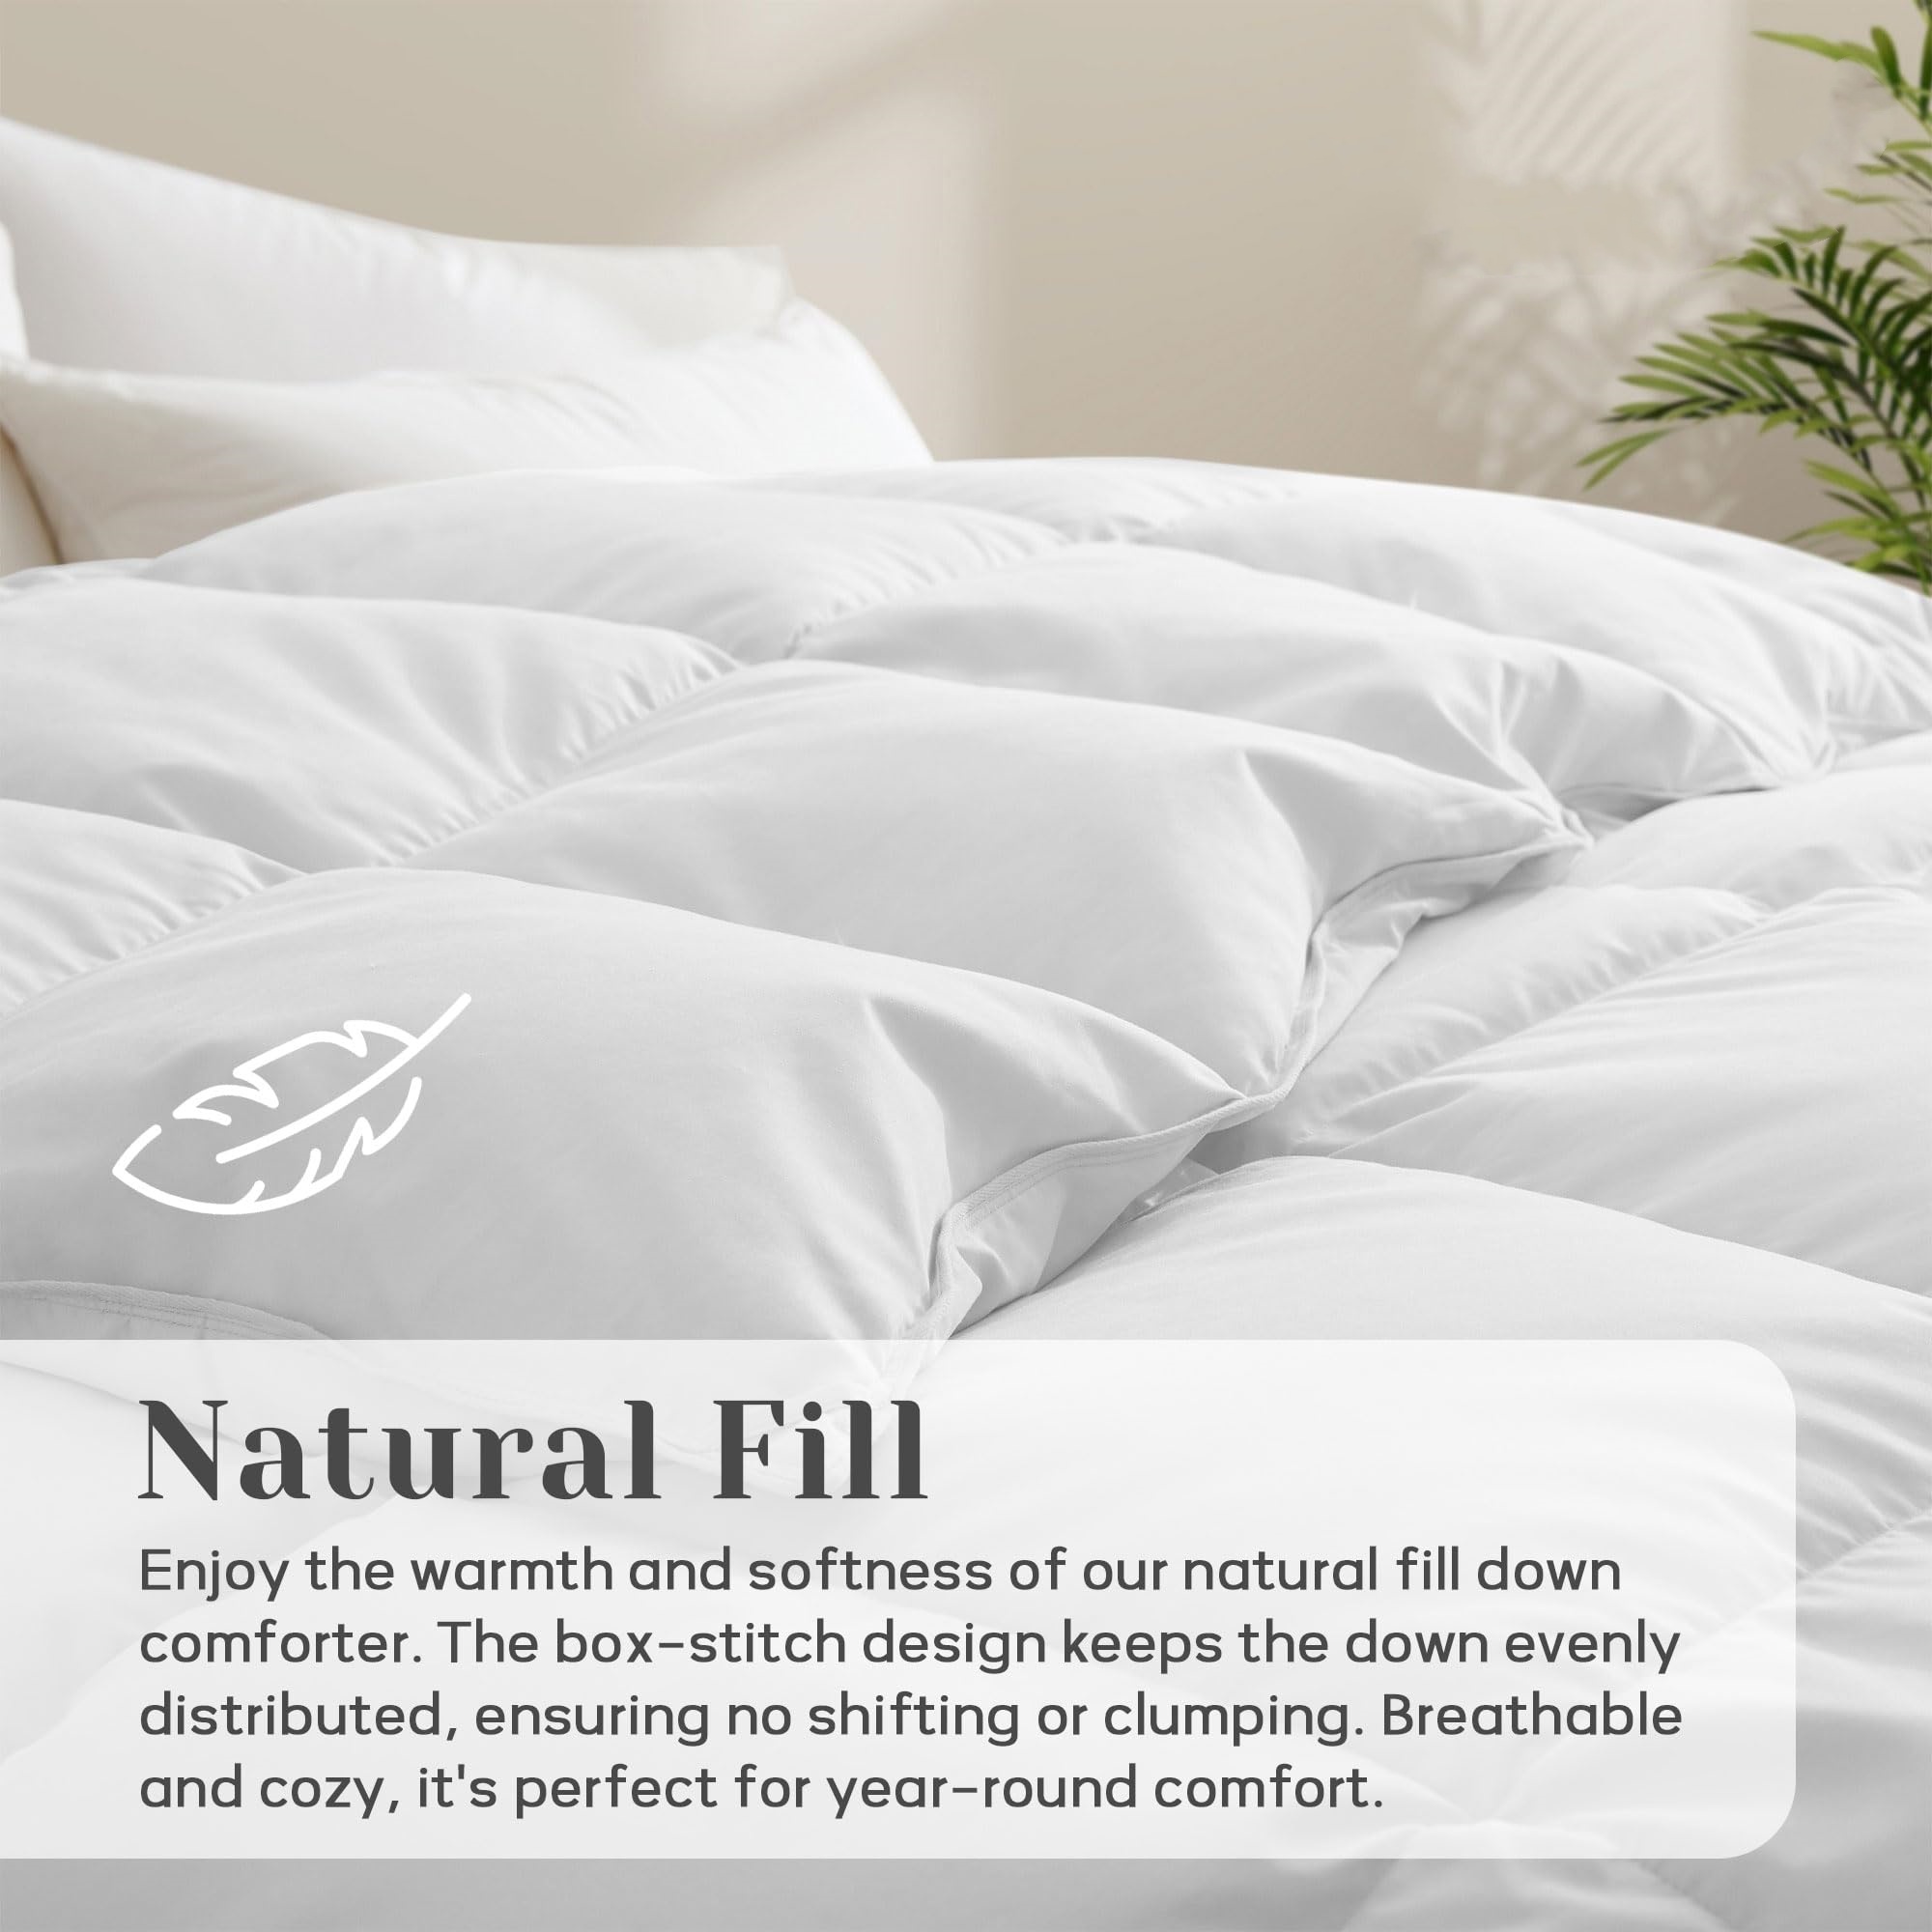 Natural Fill
Enjoy the warmth and softness of our natural fill down
comforter. The box-stitch design keeps the down evenly
distributed, ensuring no shifting or clumping. Breathable
and cozy, it's perfect for year-round comfort.